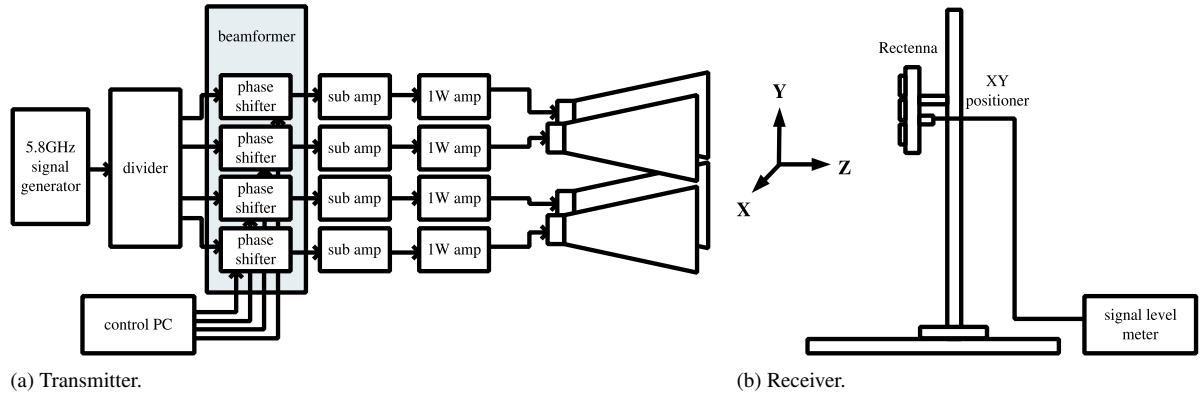 beamformer
5.8GHz
signal
generator
divider
phase
shifter
sub amp
1W amp
phase
shifter
sub amp
1W amp
phase
shifter
sub amp
1W amp
phase
shifter
sub amp
1W amp
control PC
(a) Transmitter.
Y
Z
X
Rectenna
XY
positioner
signal level
meter
(b) Receiver.